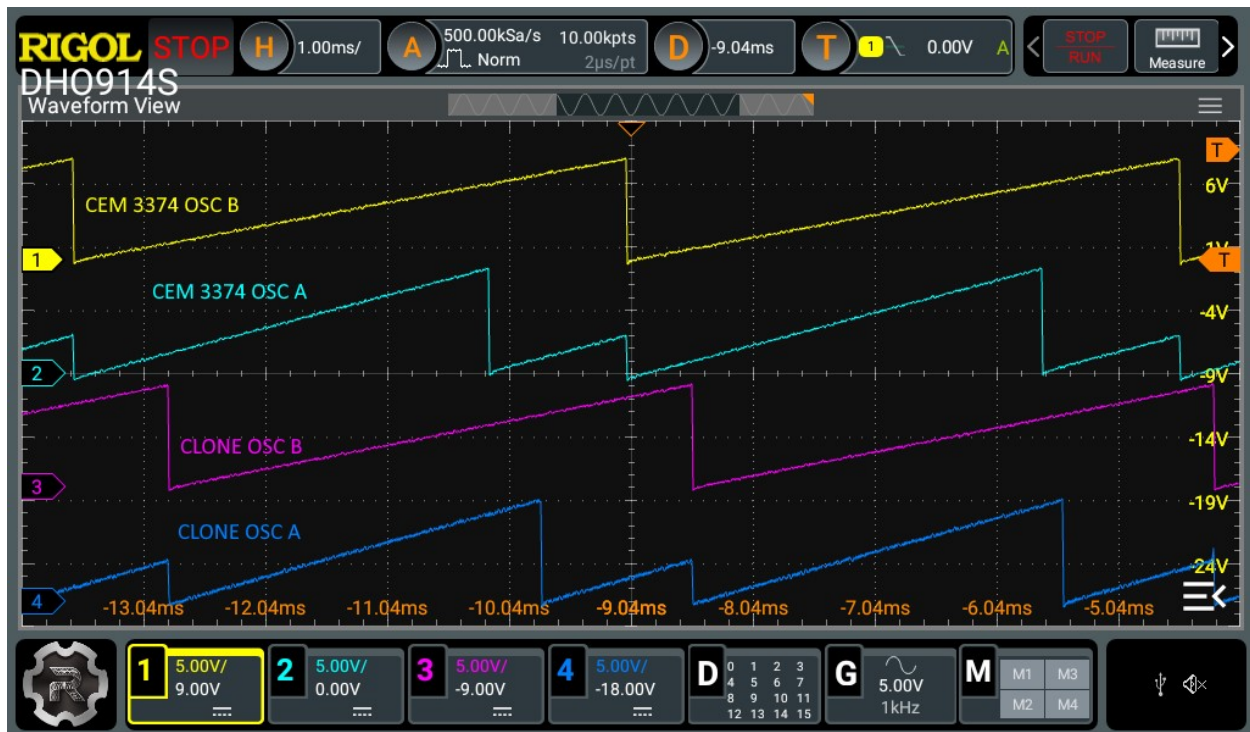 RIGOL STOP H 1.00ms/ A 500.00kSa/s 10.00kpts D -9.04ms T 1 0.00V A STOP
Norm 2µs/pt RUN Measure
DHO914S
Waveform View
T
6V
CEM 3374 OSC B
1 1V
T
CEM 3374 OSC A
-4V
2 -9V
CLONE OSC B -14V
3
-19V
CLONE OSC A
-24V
4 -13.04ms -12.04ms -11.04ms -10.04ms -9.04ms -8.04ms -7.04ms -6.04ms -5.04ms
1 5.00V/ 2 5.00V/ 3 5.00V/ 4 5.00V/ D 0 1 2 3 G M M1 M3
9.00V 0.00V -9.00V -18.00V 4 5 6 7 5.00V M2 M4
R 8 9 10 11 1kHz
12 13 14 15